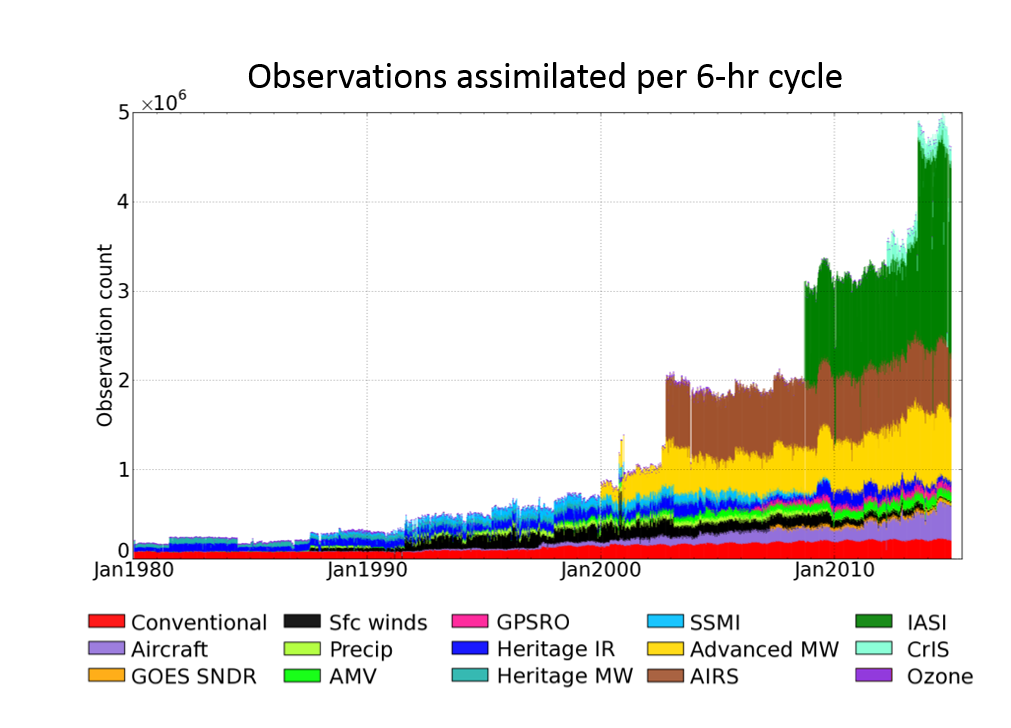 Observations assimilated per 6-hr cycle
×10⁶
5
4
3
2
1
0
Observation count
Jan1980 Jan1990 Jan2000 Jan2010
Conventional Sfc winds GPSRO SSMI IASI
Aircraft Precip Heritage IR Advanced MW CrIS
GOES SNDR AMV Heritage MW AIRS Ozone